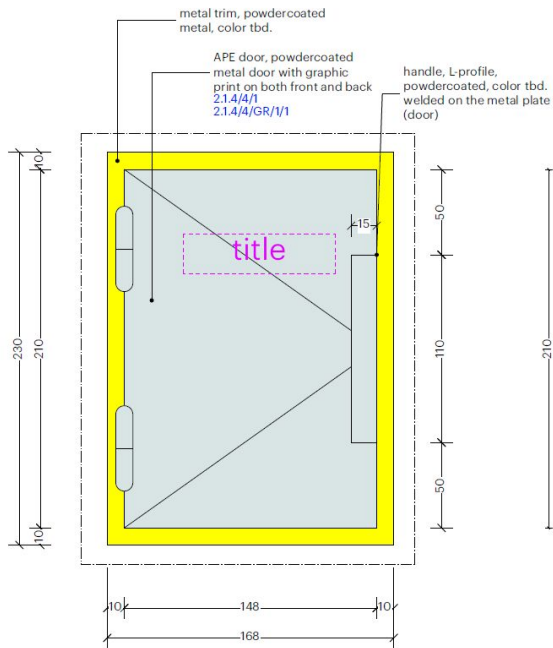 metal trim, powdercoated
metal, color tbd.
APE door, powdercoated
metal door with graphic
print on both front and back
2.1.4/4/1
2.1.4/4/GR/1/1
handle, L-profile,
powdercoated, color tbd.
welded on the metal plate
(door)
title
15
10
210
230
10
50
110
50
210
10
148
10
168